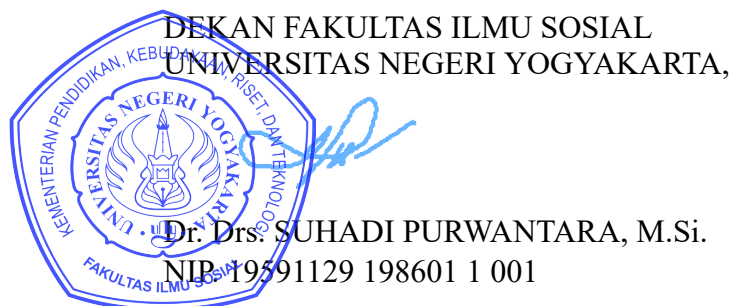 DEKAN FAKULTAS ILMU SOSIAL
UNIVERSITAS NEGERI YOGYAKARTA,
KEMENTERIAN PENDIDIKAN, KEBUDAYAAN, RISET, DAN TEKNOLOGI
UNIVERSITAS NEGERI YOGYAKARTA
uny
FAKULTAS ILMU SOSIAL
Dr. Drs. SUHADI PURWANTARA, M.Si.
NIP. 19591129 198601 1 001